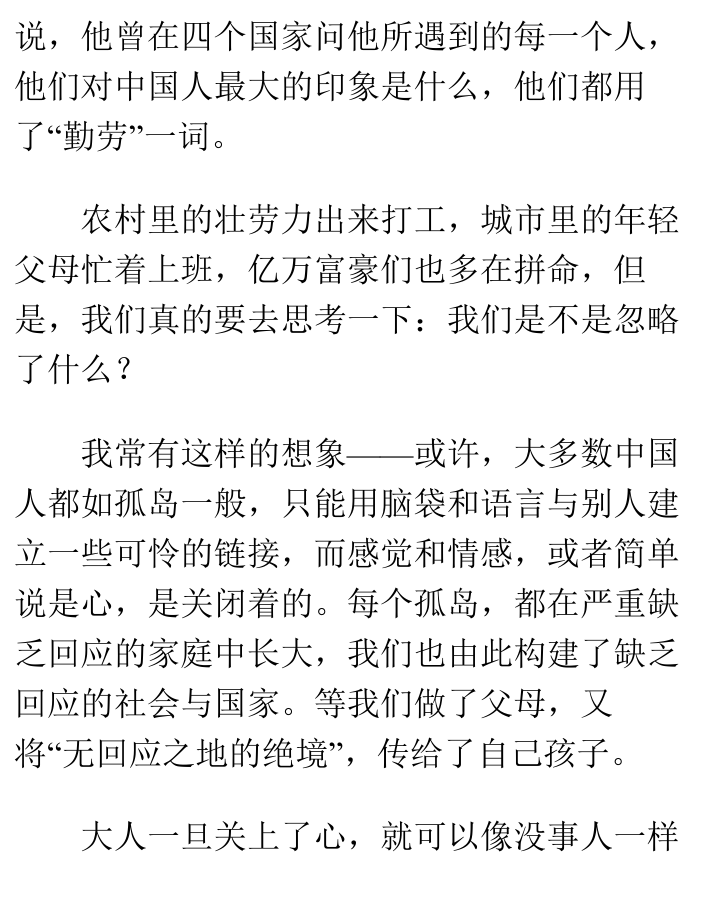 说，他曾在四个国家问他所遇到的每一个人，
他们对中国人最大的印象是什么，他们都用
了“勤劳”一词。
农村里的壮劳力出来打工，城市里的年轻
父母忙着上班，亿万富豪们也多在拼命，但
是，我们真的要去思考一下：我们是不是忽略
了什么？
我常有这样的想象——或许，大多数中国
人都如孤岛一般，只能用脑袋和语言与别人建
立一些可怜的链接，而感觉和情感，或者简单
说是心，是关闭着的。每个孤岛，都在严重缺
乏回应的家庭中长大，我们也由此构建了缺乏
回应的社会与国家。等我们做了父母，又
将“无回应之地的绝境”，传给了自己孩子。
大人一旦关上了心，就可以像没事人一样